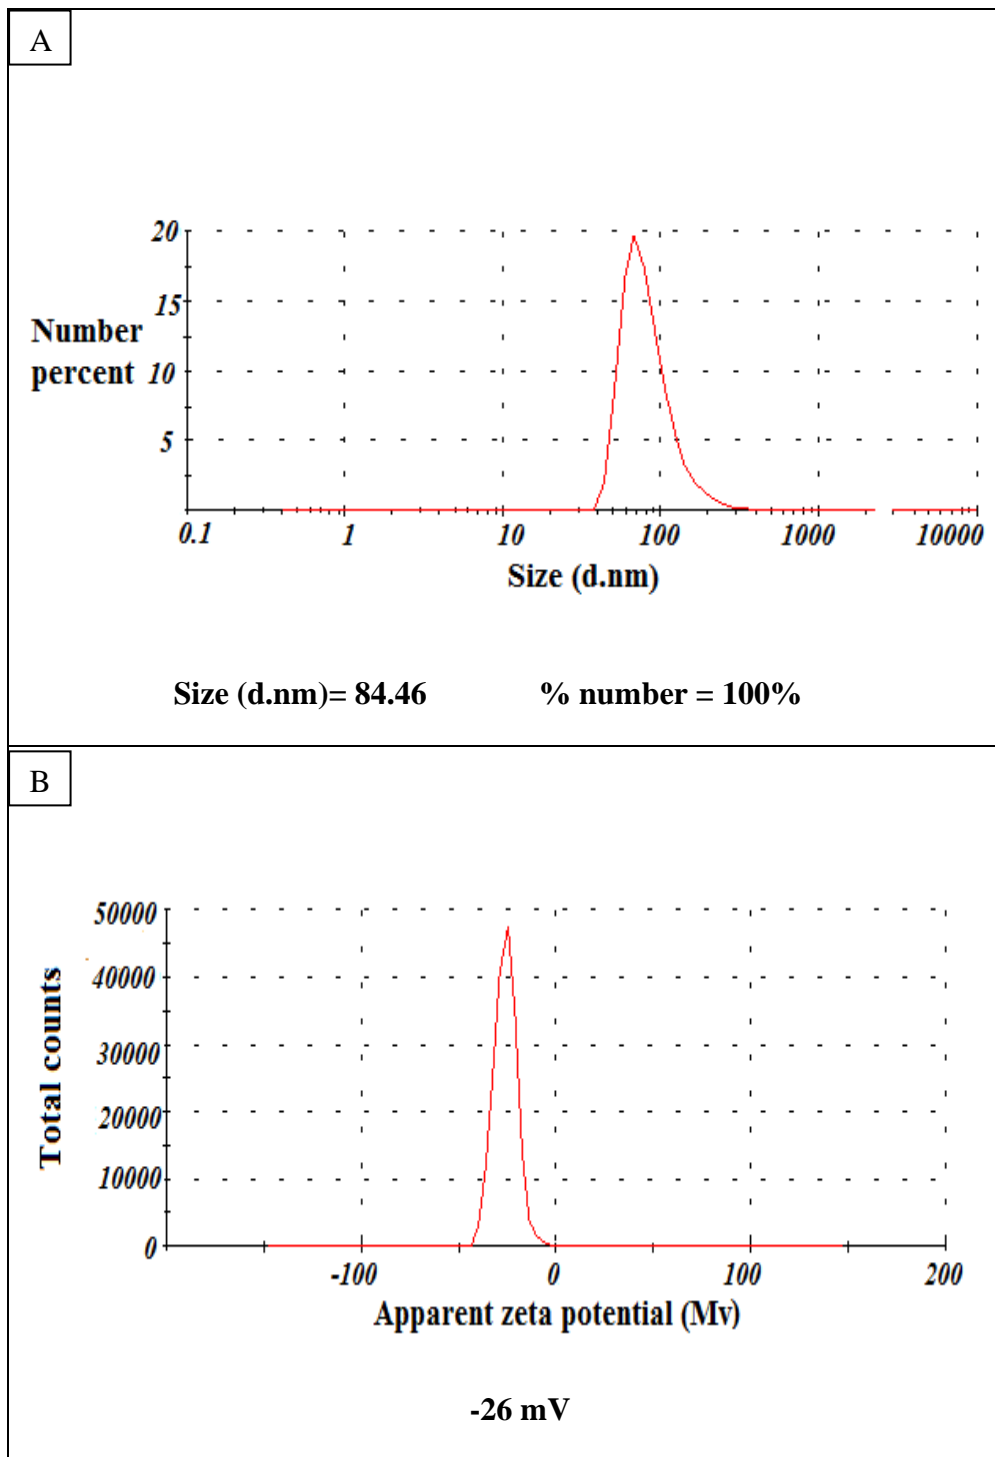 A
20
15
Number
percent
10
5
0.1 1 10 100 1000 10000
Size (d.nm)
Size (d.nm)= 84.46 % number = 100%
B
50000
40000
30000
20000
10000
0
Total counts
-100 0 100 200
Apparent zeta potential (Mv)
-26 mV